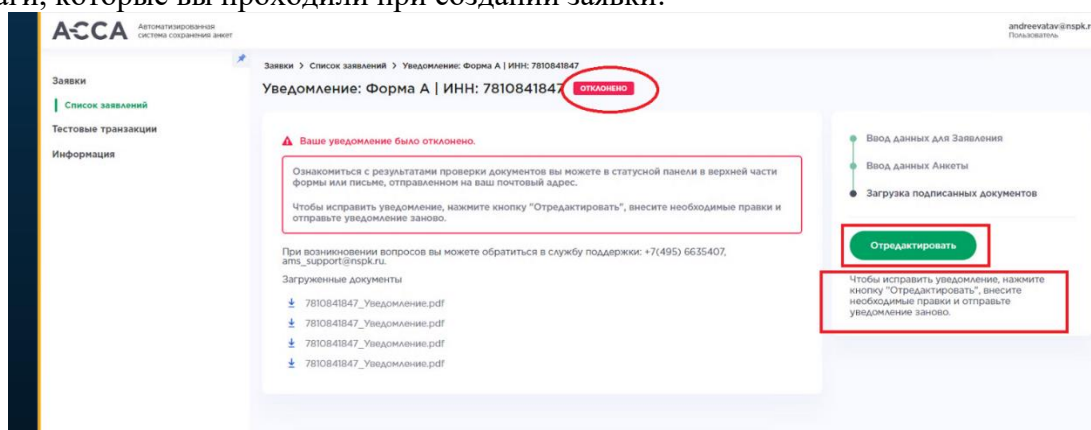 которые вы проходили при создании заявки.
АССА
Автоматизированная
система сохранения анкет
andreevatav@nspk.r
Пользователь
Заявки
Список заявлений
Тестовые транзакции
Информация
Заявки > Список заявлений > Уведомление: Форма А | ИНН: 7810841847
Уведомление: Форма А | ИНН: 7810841847 ОТКЛОНЕНО
Ваше уведомление было отклонено.
Ознакомиться с результатами проверки документов вы можете в статусной панели в верхней части
формы или письме, отправленном на ваш почтовый адрес.
Чтобы исправить уведомление, нажмите кнопку "Отредактировать", внесите необходимые правки и
отправьте уведомление заново.
При возникновении вопросов вы можете обратиться в службу поддержки: +7(495) 6635407,
ams_support@nspk.ru.
Загруженные документы
7810841847_Уведомление.pdf
7810841847_Уведомление.pdf
7810841847_Уведомление.pdf
7810841847_Уведомление.pdf
Ввод данных для Заявления
Ввод данных Анкеты
Загрузка подписанных документов
Отредактировать
Чтобы исправить уведомление, нажмите
кнопку "Отредактировать", внесите
необходимые правки и отправьте
уведомление заново.